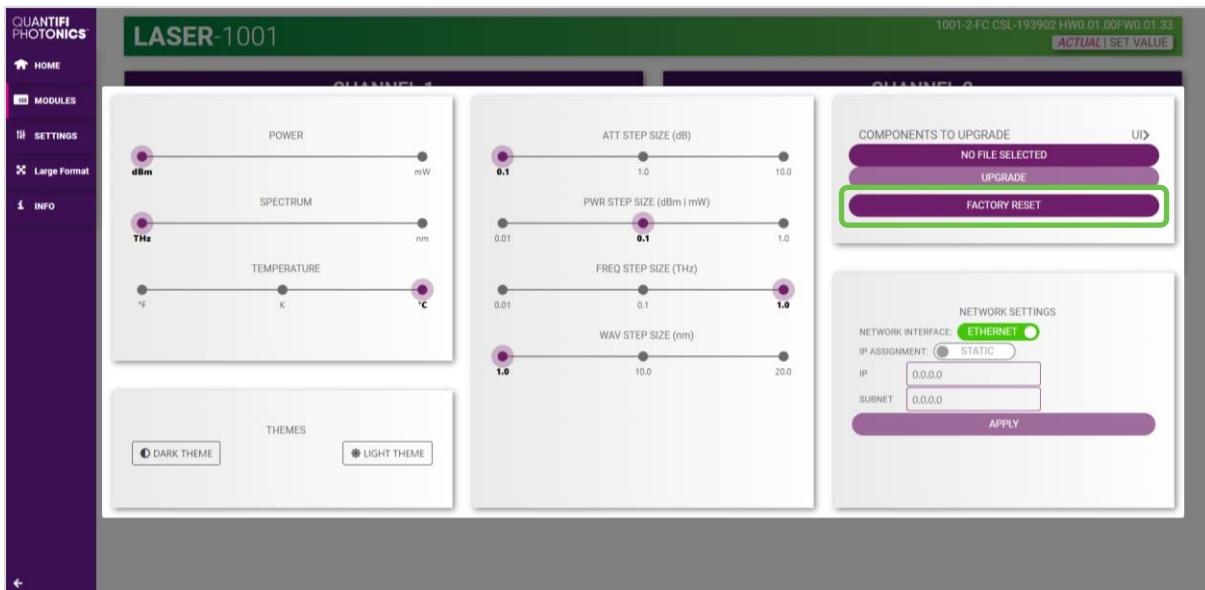 QUANTIFI
PHOTONICS
HOME
MODULES
SETTINGS
Large Format
INFO
LASER-1001
1001-2-FC CSL-193902 HW0.01.00FW0.01.33
ACTUAL | SET VALUE
POWER
dBm mW
SPECTRUM
THz nm
TEMPERATURE
°F K °C
THEMES
DARK THEME LIGHT THEME
ATT STEP SIZE (dB)
0.1 1.0 10.0
PWR STEP SIZE (dBm | mW)
0.01 0.1 1.0
FREQ STEP SIZE (THz)
0.01 0.1 1.0
WAV STEP SIZE (nm)
1.0 10.0 20.0
COMPONENTS TO UPGRADE UI>
NO FILE SELECTED
UPGRADE
FACTORY RESET
NETWORK SETTINGS
NETWORK INTERFACE: ETHERNET
IP ASSIGNMENT: STATIC
IP 0.0.0.0
SUBNET 0.0.0.0
APPLY